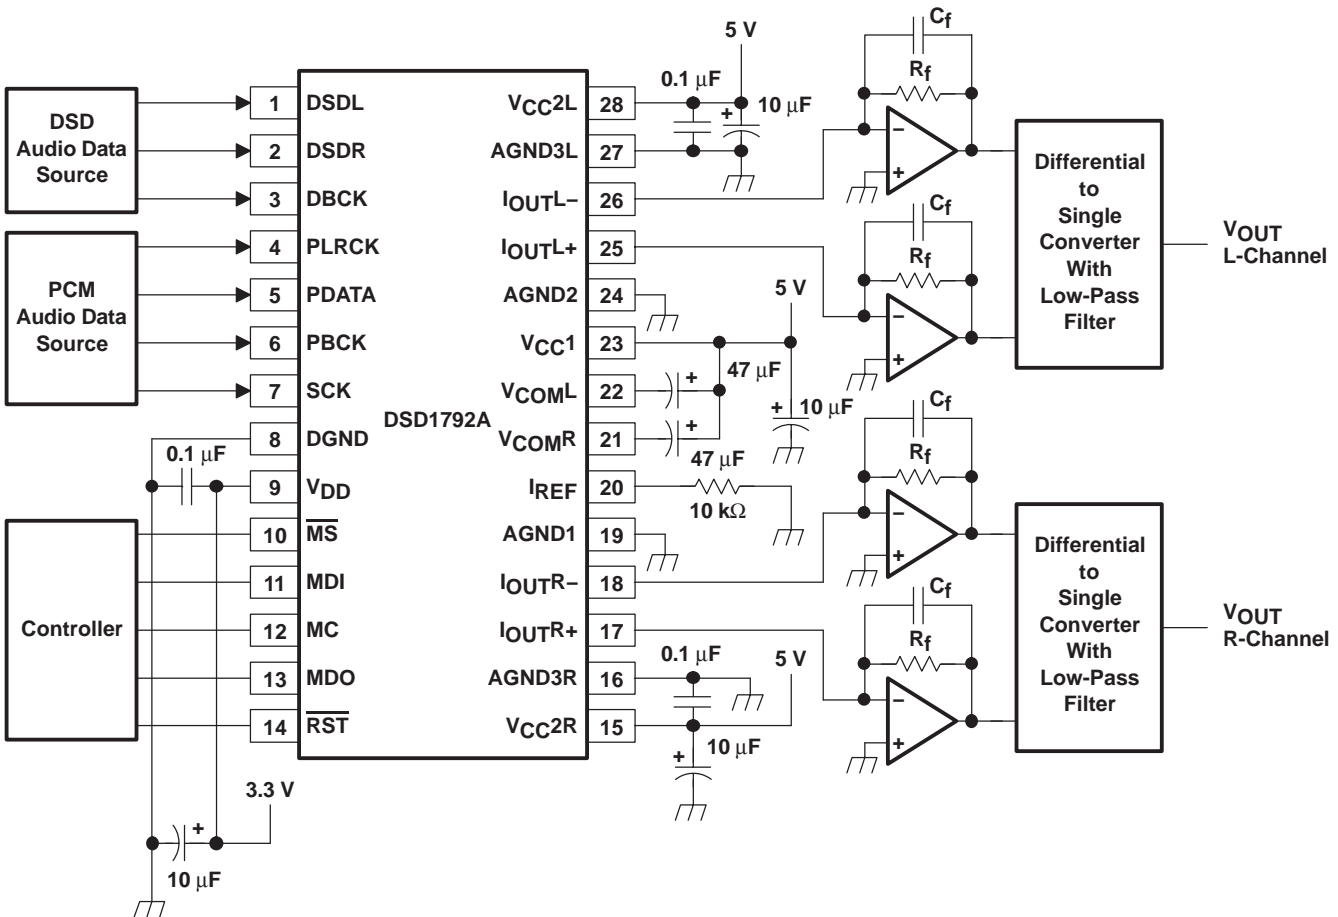 DSD
Audio Data
Source
PCM
Audio Data
Source
Controller
1 DSDL
2 DSDR
3 DBCK
4 PLRCK
5 PDATA
6 PBCK
7 SCK
8 DGND
9 VDD
10 MS
11 MDI
12 MC
13 MDO
14 RST
0.1 μF
3.3 V
+
10 μF
DSD1792A
VCC2L 28
AGND3L 27
IOUTL− 26
IOUTL+ 25
AGND2 24
VCC1 23
VCOML 22
VCOMR 21
IREF 20
AGND1 19
IOUTR− 18
IOUTR+ 17
AGND3R 16
VCC2R 15
5 V
0.1 μF
+ 10 μF
5 V
47 μF
+
+
47 μF
+ 10 μF
10 kΩ
0.1 μF
5 V
10 μF
+
Cf
Rf
−
+
Cf
Rf
−
+
Differential
to
Single
Converter
With
Low-Pass
Filter
VOUT
L-Channel
Cf
Rf
−
+
Cf
Rf
−
+
Differential
to
Single
Converter
With
Low-Pass
Filter
VOUT
R-Channel